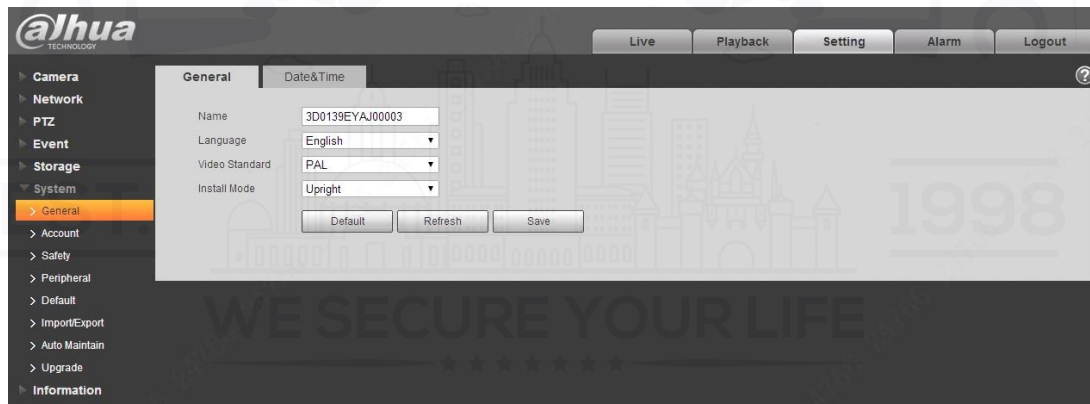 alhua
TECHNOLOGY
Live
Playback
Setting
Alarm
Logout
Camera
Network
PTZ
Event
Storage
System
General
Account
Safety
Peripheral
Default
Import/Export
Auto Maintain
Upgrade
Information
General
Date&Time
?
Name 3D0139EYAJ00003
Language English
Video Standard PAL
Install Mode Upright
Default Refresh Save
EST. 1998
WE SECURE YOUR LIFE